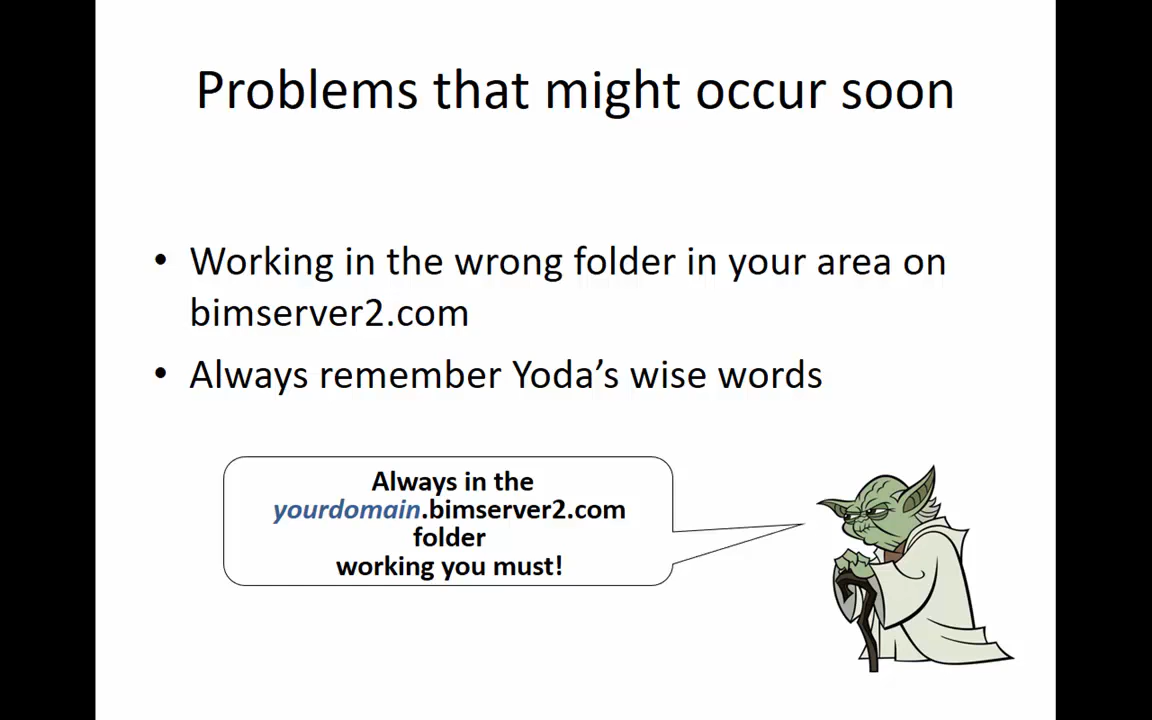 Problems that might occur soon
• Working in the wrong folder in your area on
bimserver2.com
• Always remember Yoda’s wise words
Always in the
yourdomain.bimserver2.com
folder
working you must!